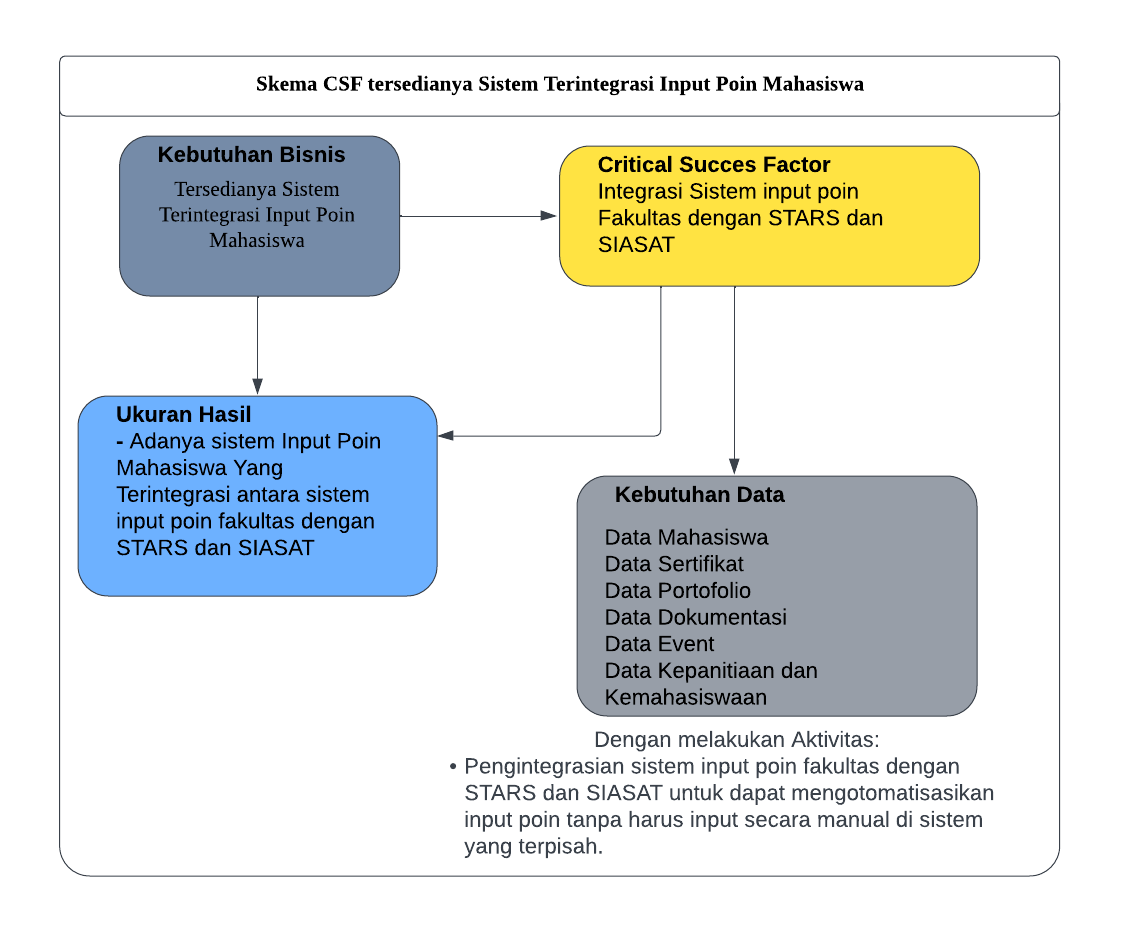 Skema CSF tersedianya Sistem Terintegrasi Input Poin Mahasiswa
Kebutuhan Bisnis
Tersedianya Sistem
Terintegrasi Input Poin
Mahasiswa
Critical Succes Factor
Integrasi Sistem input poin
Fakultas dengan STARS dan
SIASAT
Ukuran Hasil
- Adanya sistem Input Poin
Mahasiswa Yang
Terintegrasi antara sistem
input poin fakultas dengan
STARS dan SIASAT
Kebutuhan Data
Data Mahasiswa
Data Sertifikat
Data Portofolio
Data Dokumentasi
Data Event
Data Kepanitiaan dan
Kemahasiswaan
Dengan melakukan Aktivitas:
• Pengintegrasian sistem input poin fakultas dengan
STARS dan SIASAT untuk dapat mengotomatisasikan
input poin tanpa harus input secara manual di sistem
yang terpisah.